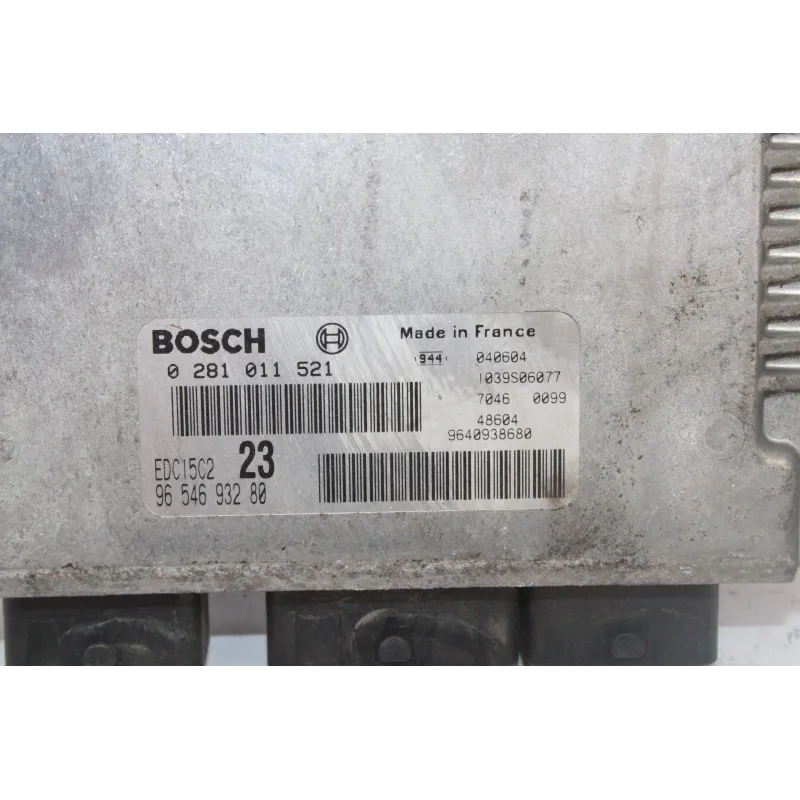 BOSCH
0 281 011 521
EDC15C2 23
96 546 932 80
Made in France
944 040604
1039S06077
7046 0099
48604
9640938680